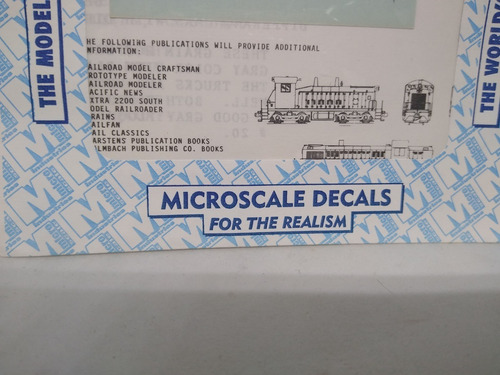 THE MODEL
THE WORLD
HE FOLLOWING PUBLICATIONS WILL PROVIDE ADDITIONAL
NFORMATION:
AILROAD MODEL CRAFTSMAN
ROTOTYPE MODELER
AILROAD MODELER
ACIFIC NEWS
XTRA 2200 SOUTH
ODEL RAILROADER
RAINS
AILFAN
AIL CLASSICS
ARSTENS PUBLICATION BOOKS
LMBACH PUBLISHING CO. BOOKS
MICROSCALE DECALS
FOR THE REALISM